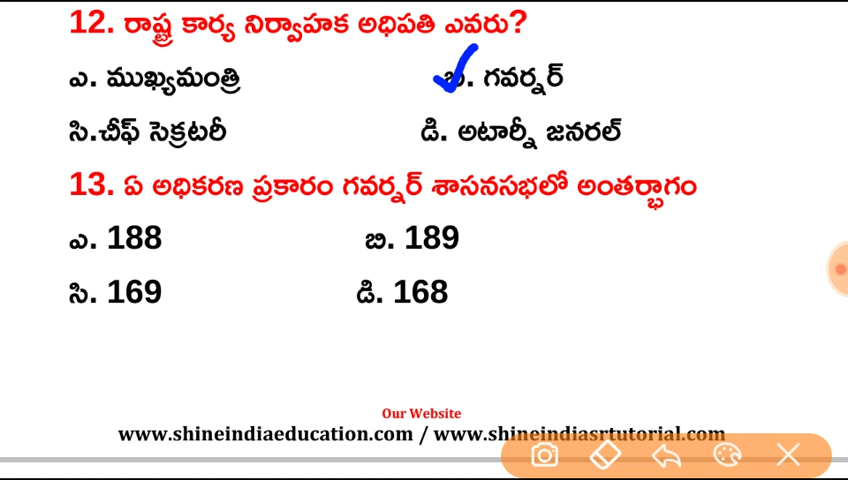 12. రాష్ట్ర కార్య నిర్వాహక అధిపతి ఎవరు?
ఎ. ముఖ్యమంత్రి బి. గవర్నర్
సి.చీఫ్ సెక్రటరీ డి. అటార్నీ జనరల్
13. ఏ అధికరణ ప్రకారం గవర్నర్ శాసనసభలో అంతర్భాగం
ఎ. 188 బి. 189
సి. 169 డి. 168
Our Website
www.shineindiaeducation.com / www.shineindiasrtutorial.com